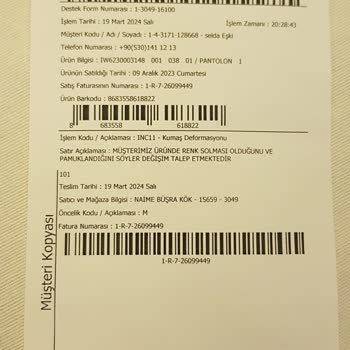 Destek Form Numarası : 1-3049-16100
İşlem Tarihi : 19 Mart 2024 Salı İşlem Zamanı : 20:28:43
Müşteri Kodu / Adı / Soyadı : 1-4-3171-128668 - selda Eşki
Telefon Numarası : +90(530)141 12 13
Ürün Bilgisi : IW6230003148 001 038 01 / PANTOLON 1
Ürünün Satıldığı Tarihi : 09 Aralık 2023 Cumartesi
Satış Faturasının Numarası : 1-R-7-26099449
Ürün Barkodu : 8683558618822
8 683558 618822
İşlem Kodu / Açıklama : INC11 - Kumaş Deformasyonu
Satır Açıklaması : MÜŞTERİMİZ ÜRÜNDE RENK SOLMASI OLDUĞUNU VE
PAMUKLANDIĞINI SÖYLER DEĞİŞİM TALEP ETMEKTEDİR
101
Teslim Tarihi : 19 Mart 2024 Salı
Satıcı ve Mağaza Bilgisi : NAİME BÜŞRA KÖK - 15659 - 3049
Öncelik Kodu / Açıklama : M
Fatura Numarası : 1-R-7-26099449
1-R-7-26099449
Müşteri Kopyası